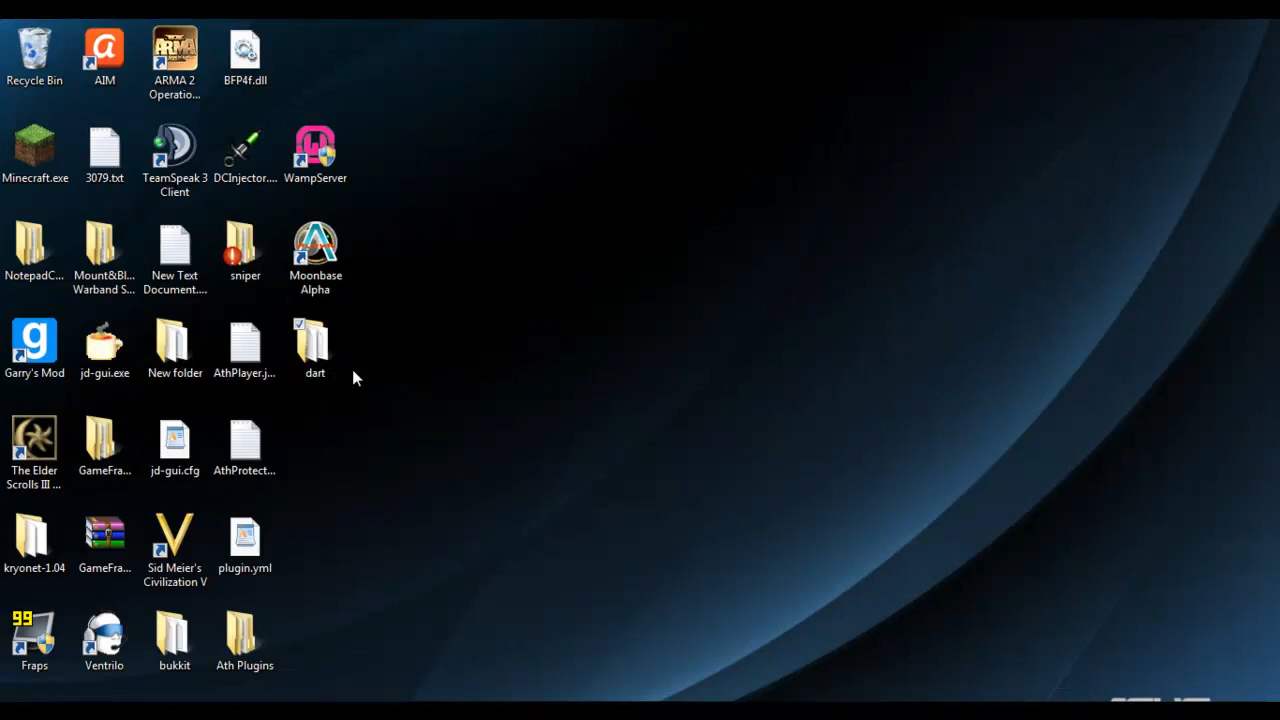 Recycle Bin
AIM
ARMA 2
Operatio...
BFP4f.dll
Minecraft.exe
3079.txt
TeamSpeak 3
Client
DCInjector....
WampServer
NotepadC...
Mount&Bl...
Warband S...
New Text
Document....
sniper
Moonbase
Alpha
Garry's Mod
jd-gui.exe
New folder
AthPlayer.j...
dart
The Elder
Scrolls III ...
GameFra...
jd-gui.cfg
AthProtect...
kryonet-1.04
GameFra...
Sid Meier's
Civilization V
plugin.yml
99
Fraps
Ventrilo
bukkit
Ath Plugins